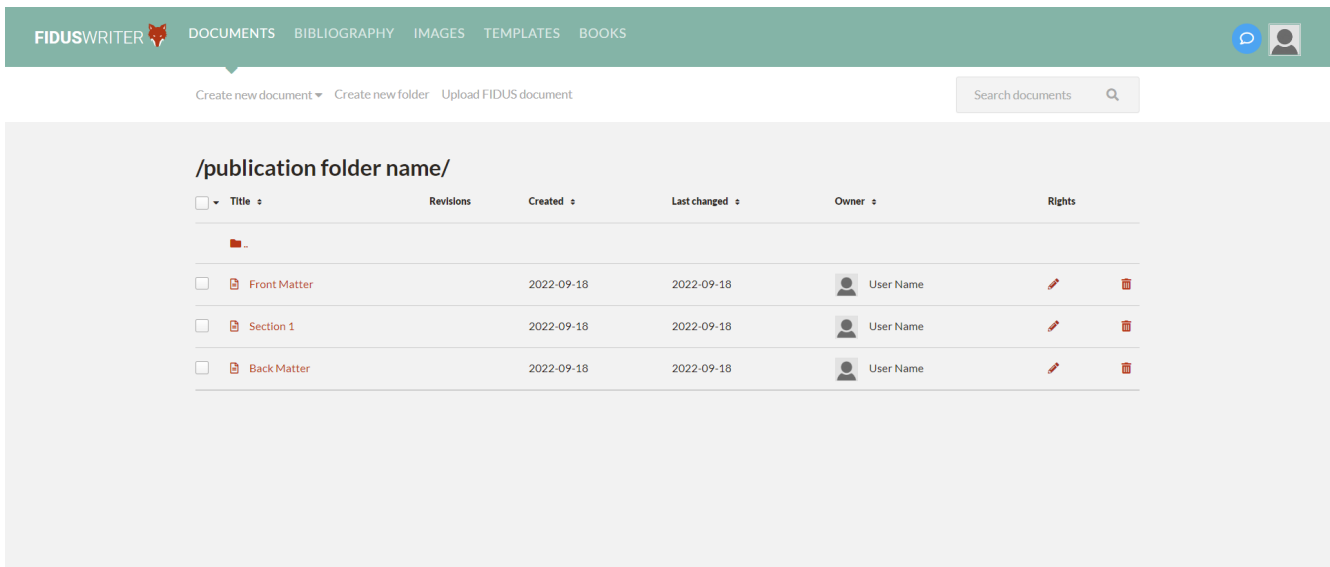 FIDUSWRITER DOCUMENTS BIBLIOGRAPHY IMAGES TEMPLATES BOOKS
Create new document Create new folder Upload FIDUS document Search documents
/publication folder name/
Title Revisions Created Last changed Owner Rights
..
Front Matter 2022-09-18 2022-09-18 User Name
Section 1 2022-09-18 2022-09-18 User Name
Back Matter 2022-09-18 2022-09-18 User Name